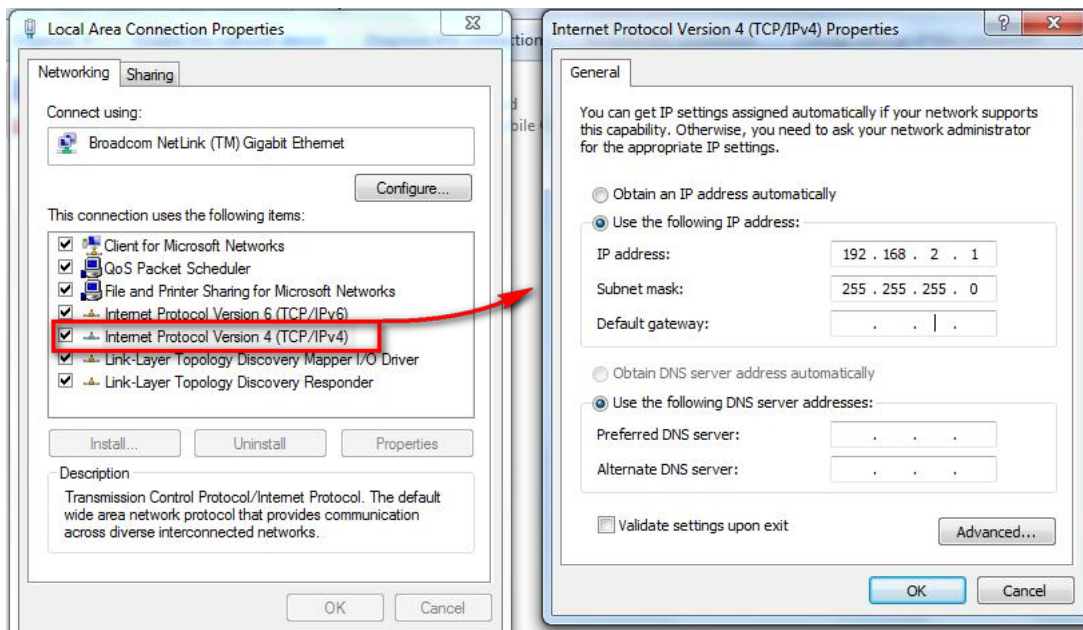 Local Area Connection Properties
Networking
Sharing
Connect using:
Broadcom NetLink (TM) Gigabit Ethernet
Configure...
This connection uses the following items:
Client for Microsoft Networks
QoS Packet Scheduler
File and Printer Sharing for Microsoft Networks
Internet Protocol Version 6 (TCP/IPv6)
Internet Protocol Version 4 (TCP/IPv4)
Link-Layer Topology Discovery Mapper I/O Driver
Link-Layer Topology Discovery Responder
Install...
Uninstall
Properties
Description
Transmission Control Protocol/Internet Protocol. The default
wide area network protocol that provides communication
across diverse interconnected networks.
OK
Cancel
Internet Protocol Version 4 (TCP/IPv4) Properties
General
You can get IP settings assigned automatically if your network supports
this capability. Otherwise, you need to ask your network administrator
for the appropriate IP settings.
Obtain an IP address automatically
Use the following IP address:
IP address: 192 . 168 . 2 . 1
Subnet mask: 255 . 255 . 255 . 0
Default gateway: . . .
Obtain DNS server address automatically
Use the following DNS server addresses:
Preferred DNS server: . . .
Alternate DNS server: . . .
Validate settings upon exit
Advanced...
OK
Cancel